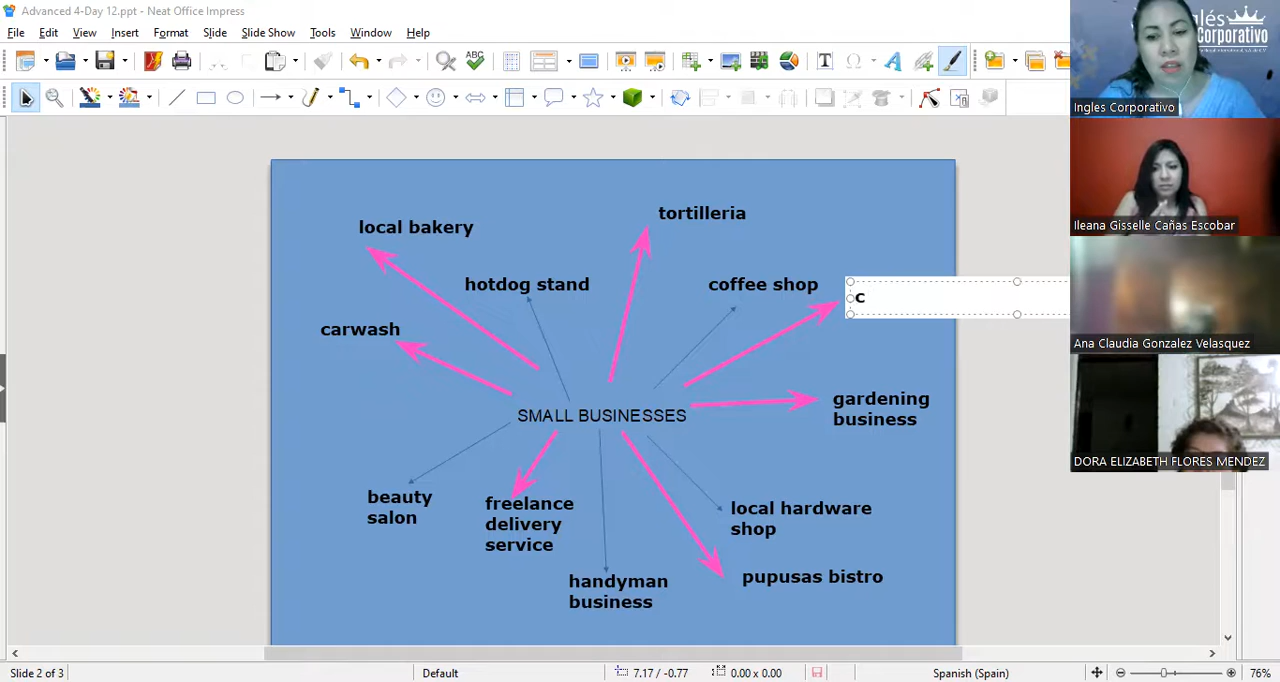 Advanced 4-Day 12.ppt - Neat Office Impress
File Edit View Insert Format Slide Slide Show Tools Window Help
local bakery
tortilleria
hotdog stand
coffee shop
c
carwash
gardening
business
SMALL BUSINESSES
beauty
salon
freelance
delivery
service
local hardware
shop
handyman
business
pupusas bistro
Slide 2 of 3
Default
7.17 / -0.77
0.00 x 0.00
Spanish (Spain)
76%
Corporativo
Ingles Corporativo
Ileana Gisselle Cañas Escobar
Ana Claudia Gonzalez Velasquez
DORA ELIZABETH FLORES MENDEZ